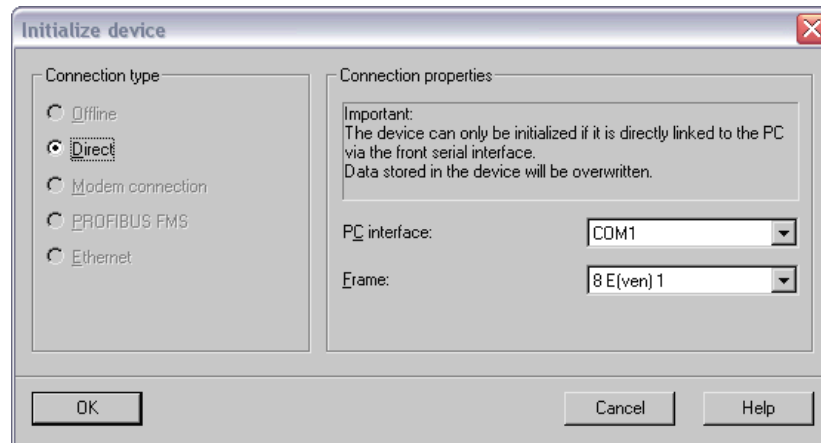 Initialize device
Connection type
Offline
Direct
Modem connection
PROFIBUS FMS
Ethernet
Connection properties
Important:
The device can only be initialized if it is directly linked to the PC
via the front serial interface.
Data stored in the device will be overwritten.
PC interface:
COM1
Frame:
8 E(ven) 1
OK
Cancel
Help